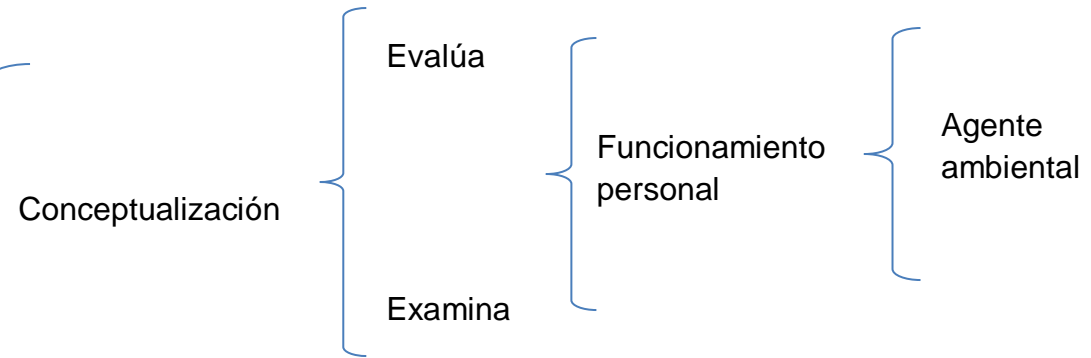 Conceptualización
Evalúa
Examina
Funcionamiento
personal
Agente
ambiental